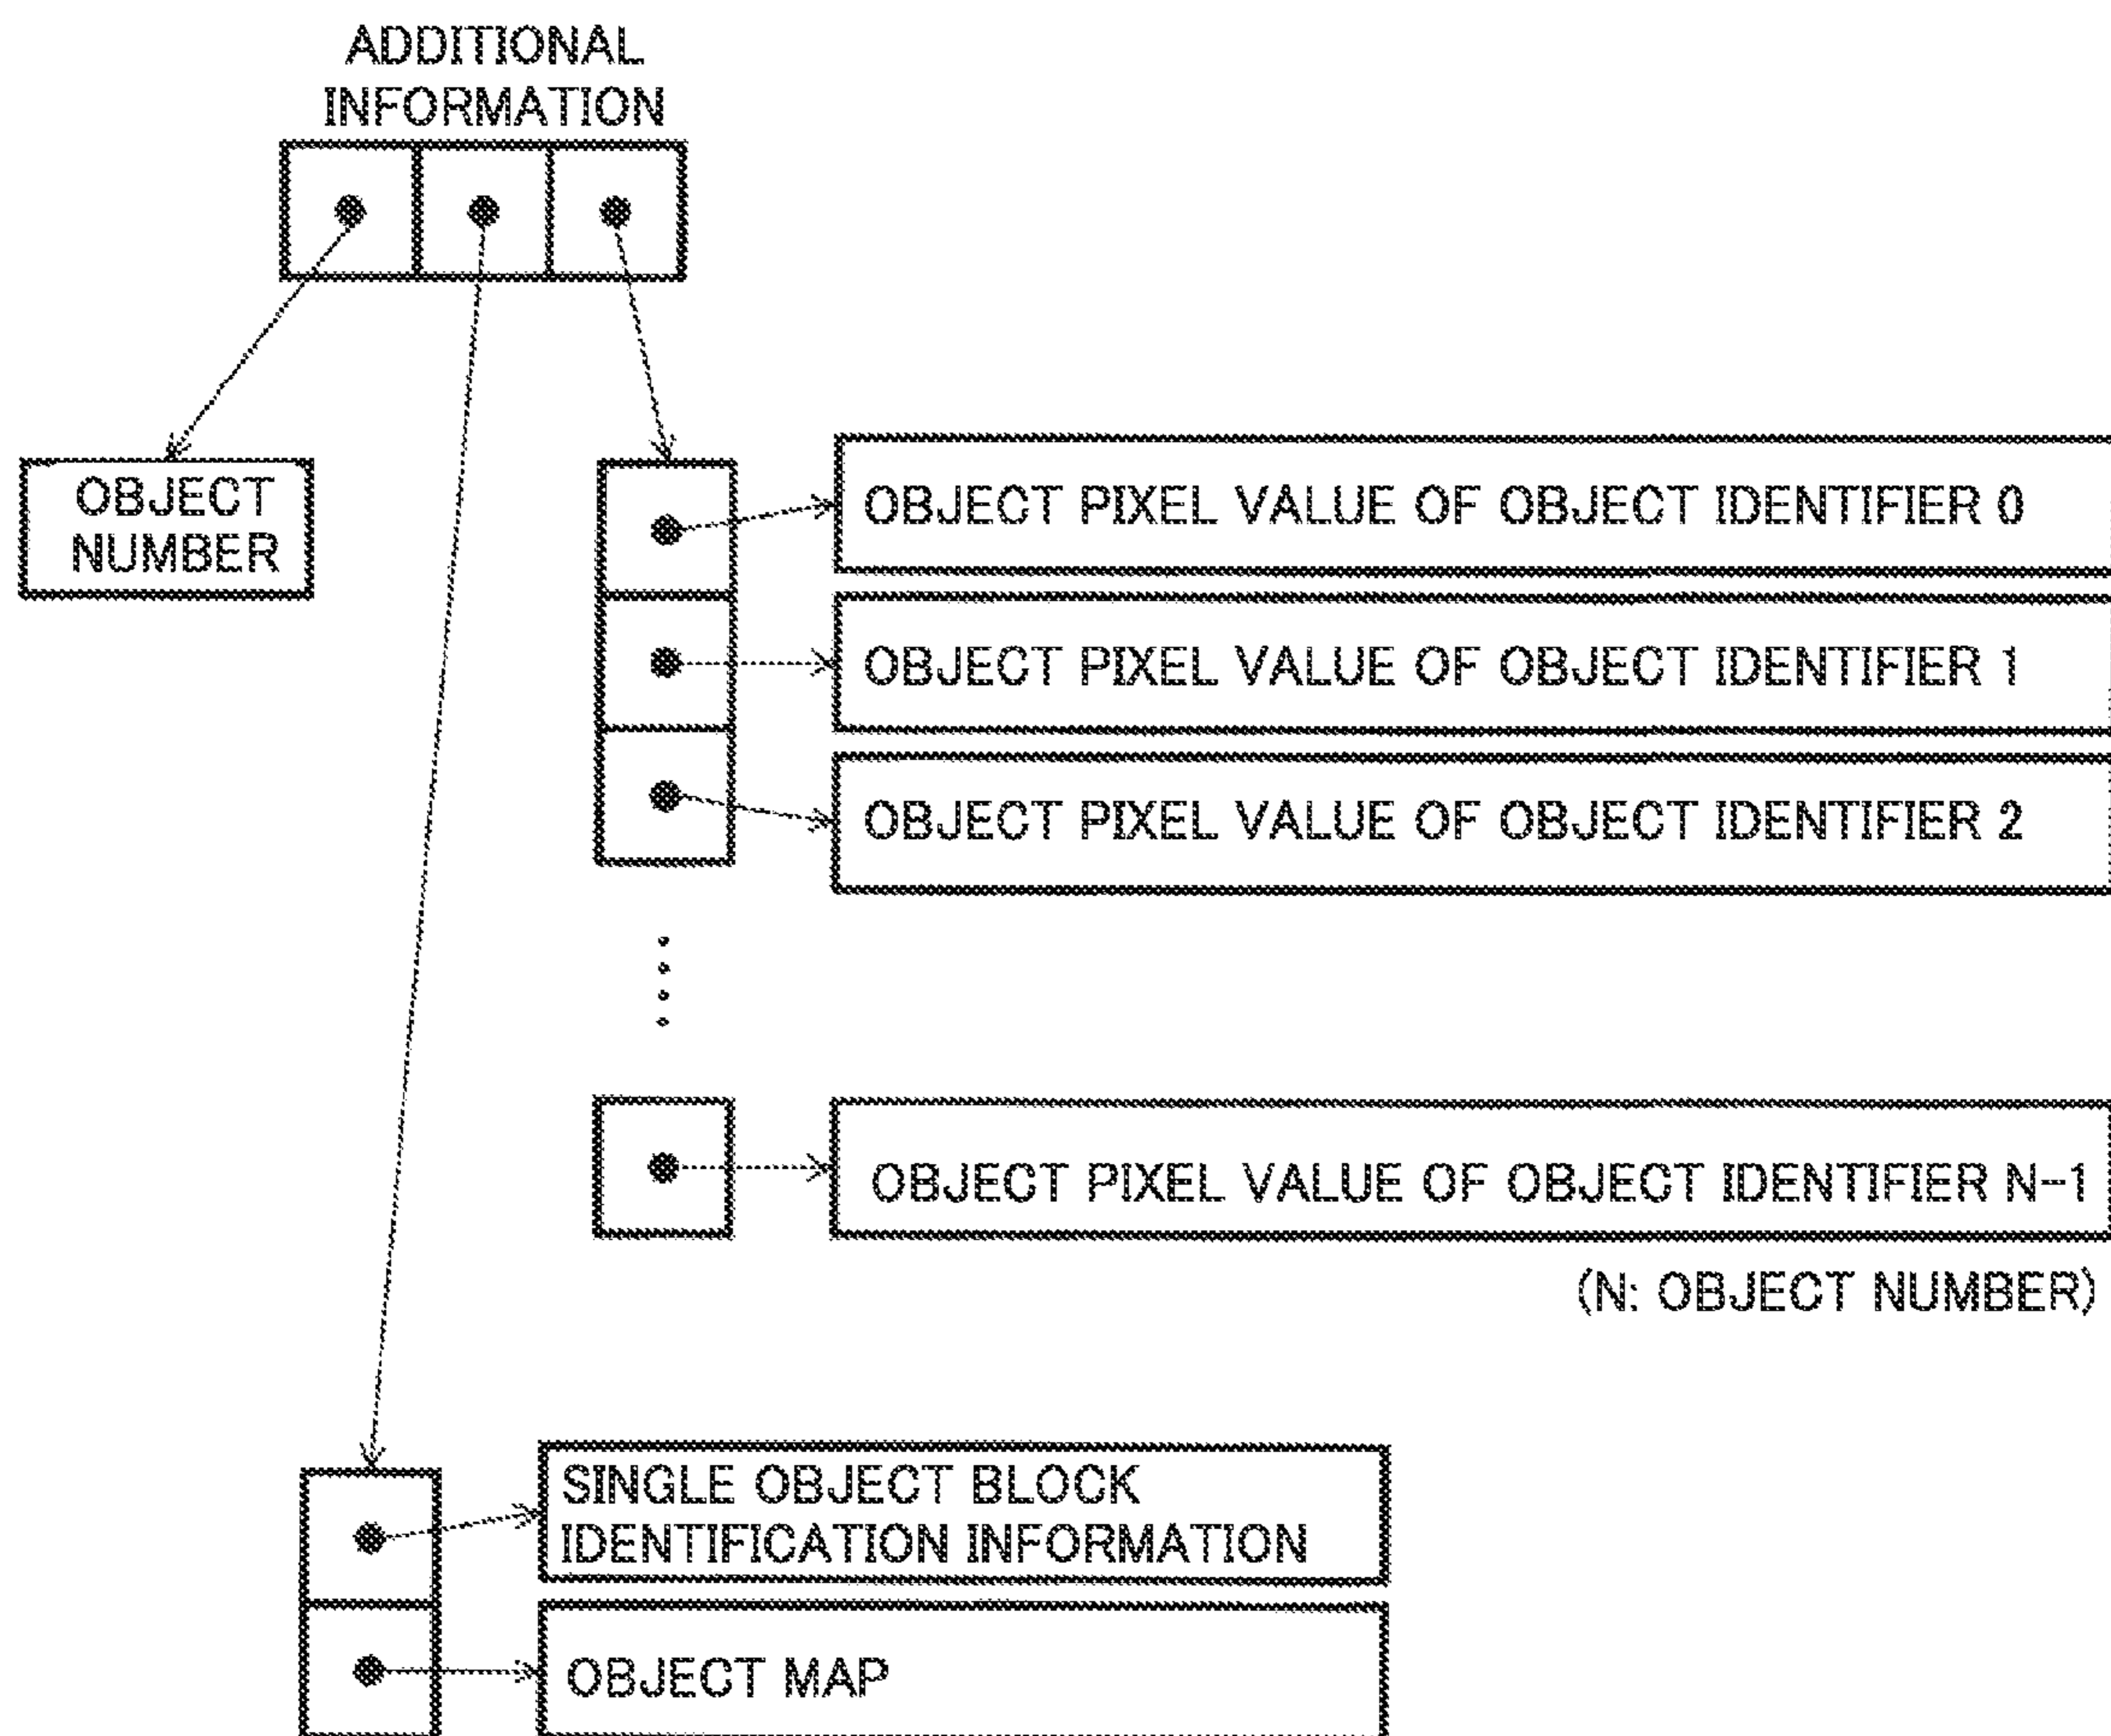 ADDITIONAL
INFORMATION
OBJECT
NUMBER
OBJECT PIXEL VALUE OF OBJECT IDENTIFIER 0
OBJECT PIXEL VALUE OF OBJECT IDENTIFIER 1
OBJECT PIXEL VALUE OF OBJECT IDENTIFIER 2
OBJECT PIXEL VALUE OF OBJECT IDENTIFIER N-1
(N: OBJECT NUMBER)
SINGLE OBJECT BLOCK
IDENTIFICATION INFORMATION
OBJECT MAP